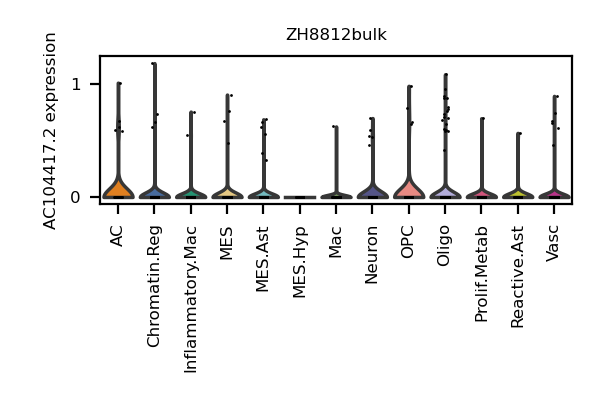 ZH8812bulk
AC104417.2 expression
1
0
AC
Chromatin.Reg
Inflammatory.Mac
MES
MES.Ast
MES.Hyp
Mac
Neuron
OPC
Oligo
Prolif.Metab
Reactive.Ast
Vasc